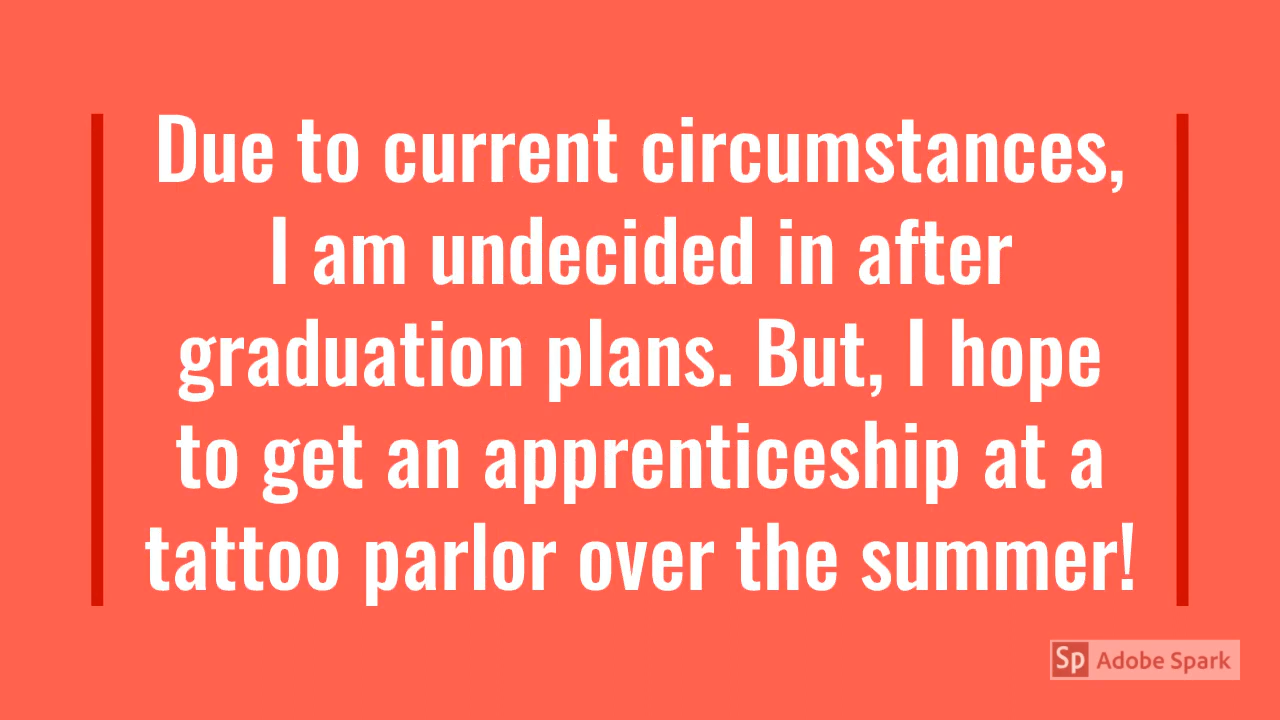 Due to current circumstances,
I am undecided in after
graduation plans. But, I hope
to get an apprenticeship at a
tattoo parlor over the summer!
Sp Adobe Spark